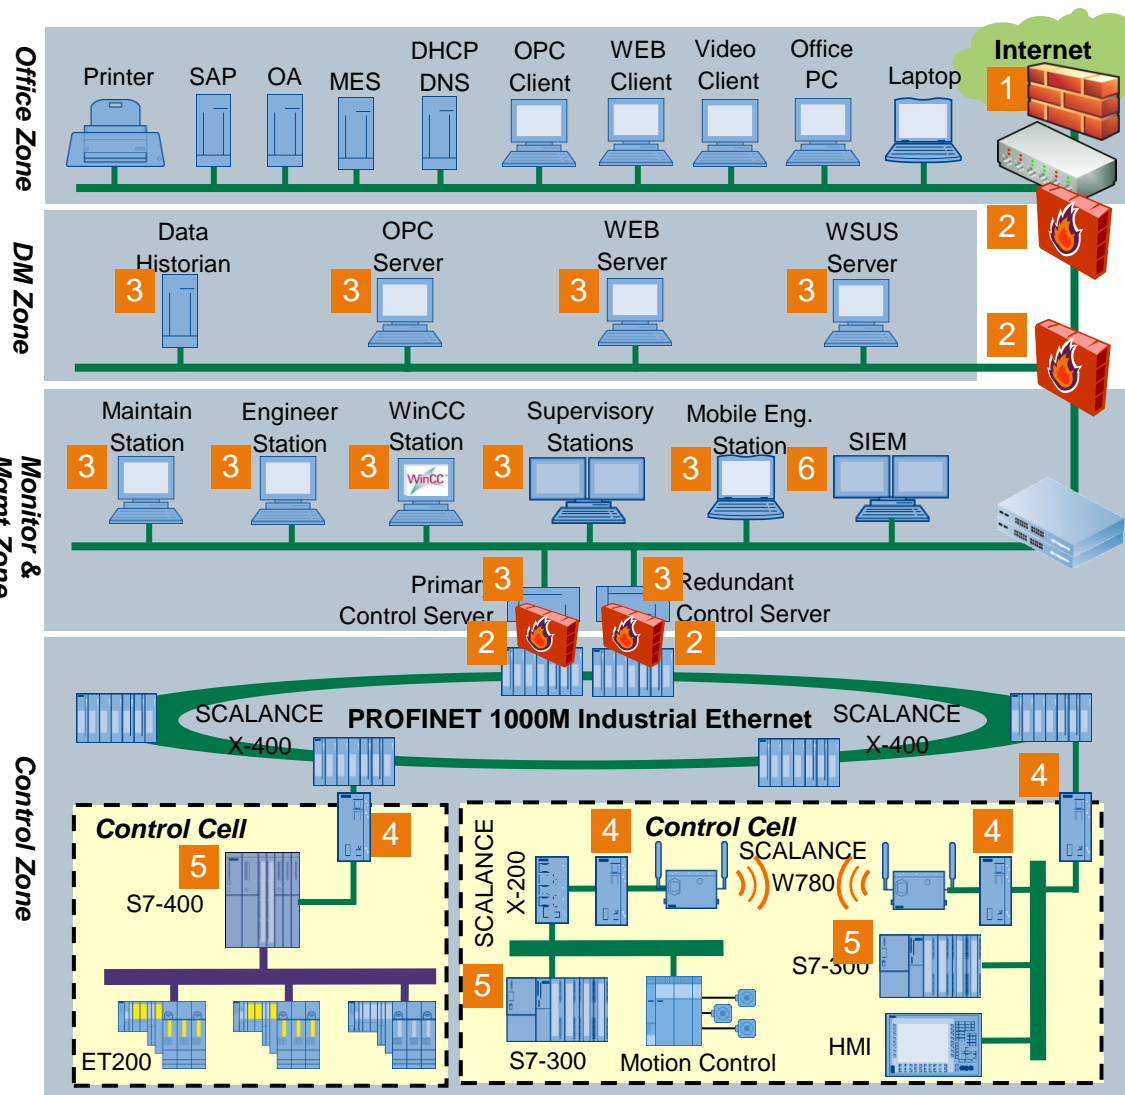 Office Zone
Printer
SAP
OA
MES
DHCP
DNS
OPC
Client
WEB
Client
Video
Client
Office
PC
Laptop
Internet
1
2
DM Zone
Data
Historian
3
OPC
Server
3
WEB
Server
3
WSUS
Server
3
2
Monitor &
Mgmt Zone
Maintain
Station
3
Engineer
Station
3
WinCC
Station
3
WinCC
Supervisory
Stations
3
Mobile Eng.
Station
3
SIEM
6
Primary
Control Server
3
Redundant
Control Server
3
2
2
Control Zone
SCALANCE
X-400
PROFINET 1000M Industrial Ethernet
SCALANCE
X-400
4
Control Cell
4
5
S7-400
ET200
Control Cell
SCALANCE
X-200
4
SCALANCE
W780
4
5
S7-300
5
S7-300
Motion Control
HMI